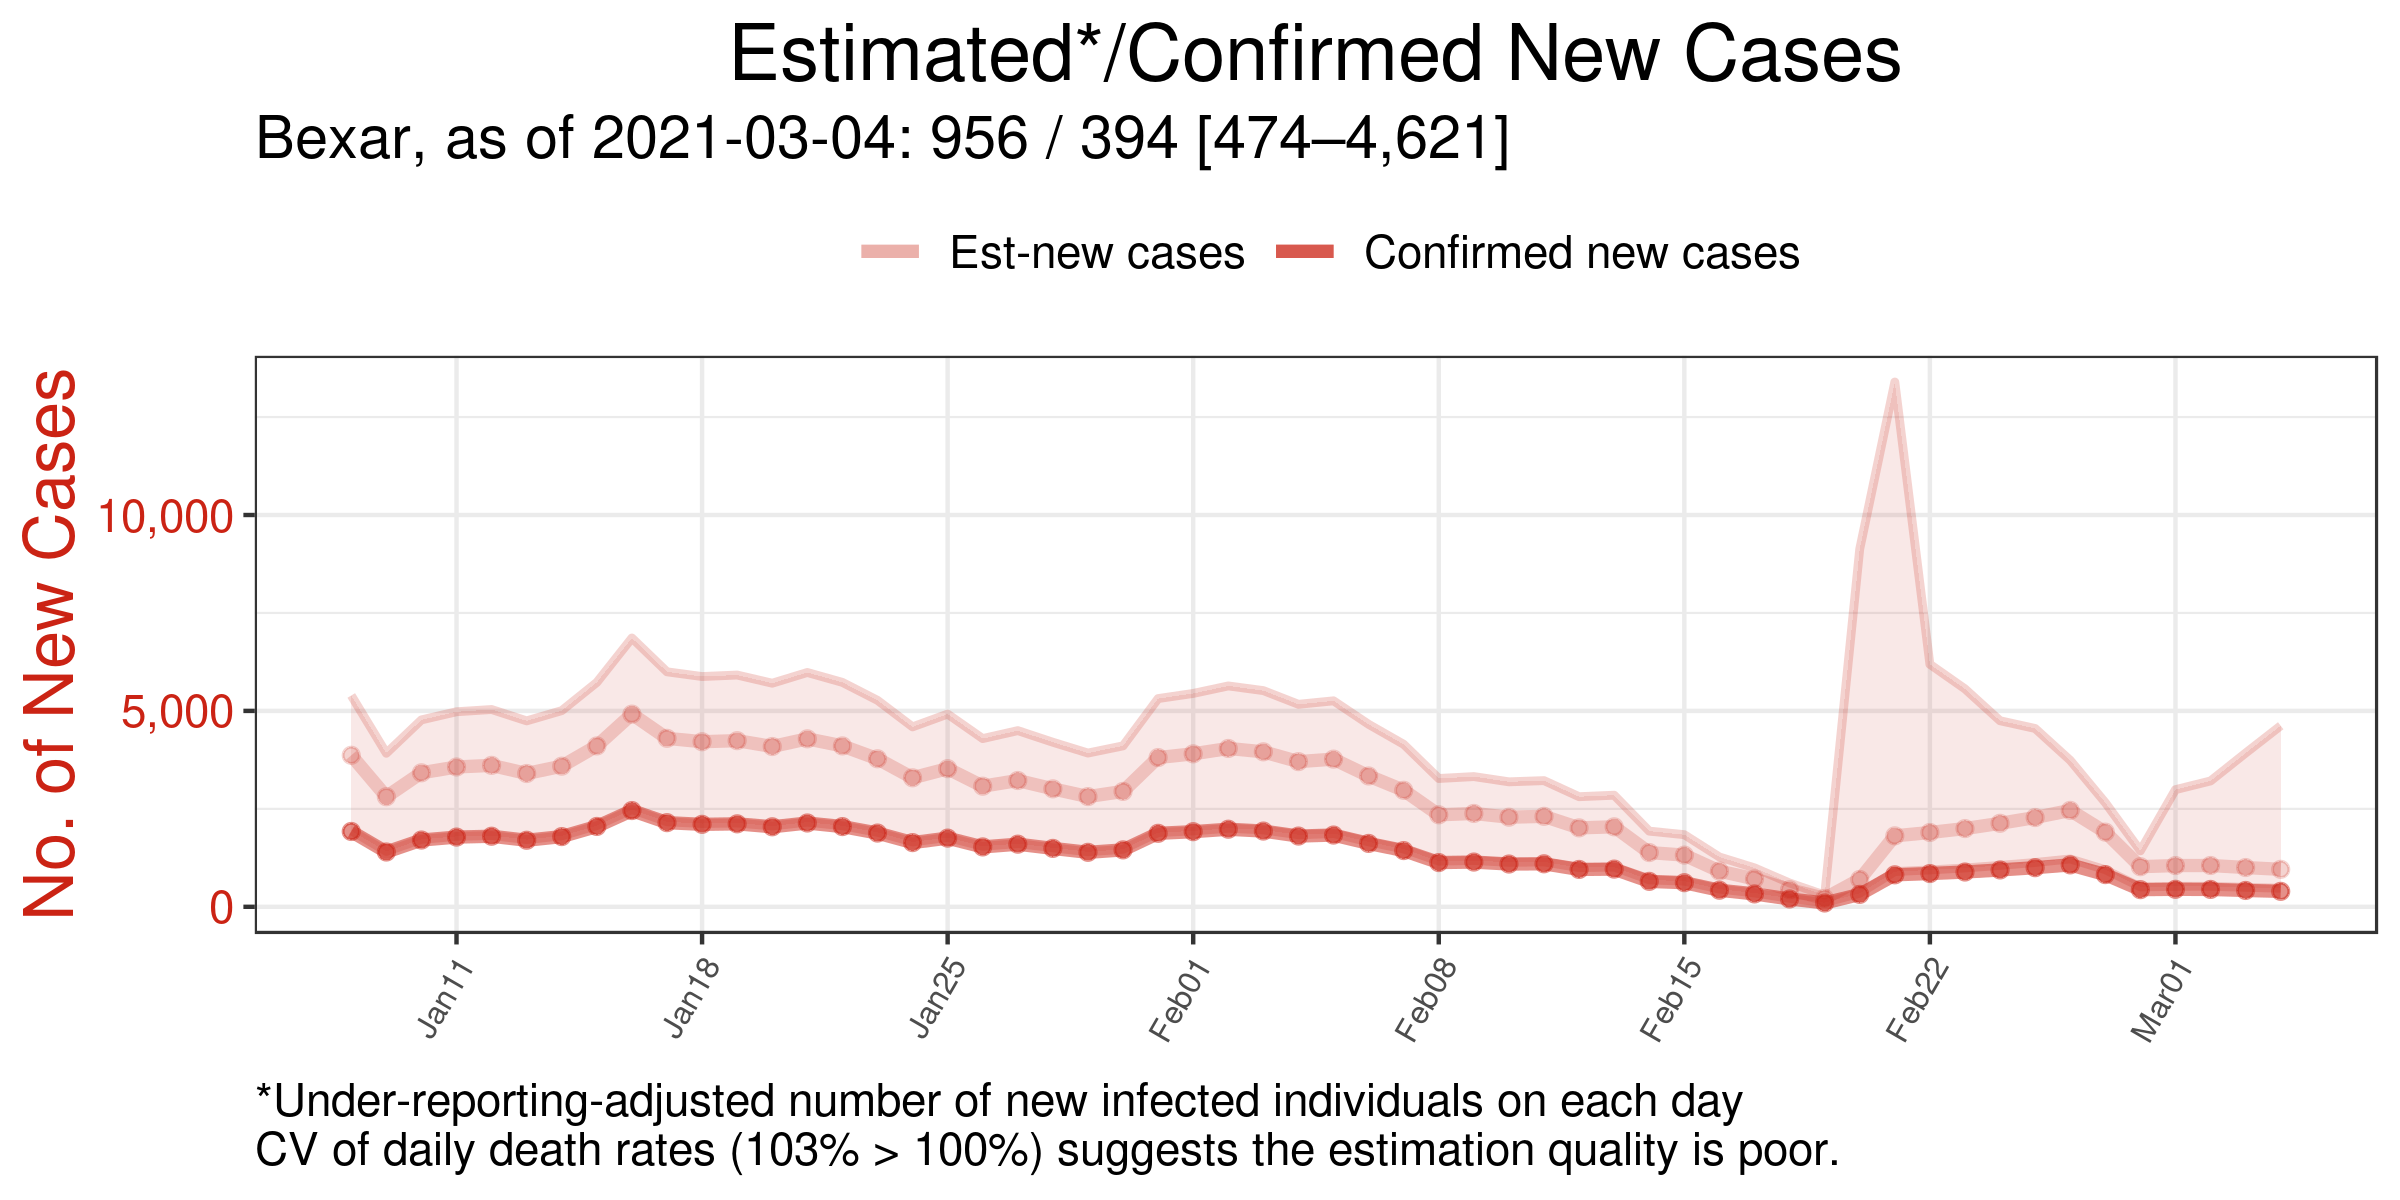 Estimated*/Confirmed New Cases
Bexar, as of 2021-03-04: 956 / 394 [474–4,621]
Est-new cases Confirmed new cases
No. of New Cases
10,000
5,000
0
Jan11 Jan18 Jan25 Feb01 Feb08 Feb15 Feb22 Mar01
*Under-reporting-adjusted number of new infected individuals on each day
CV of daily death rates (103% > 100%) suggests the estimation quality is poor.